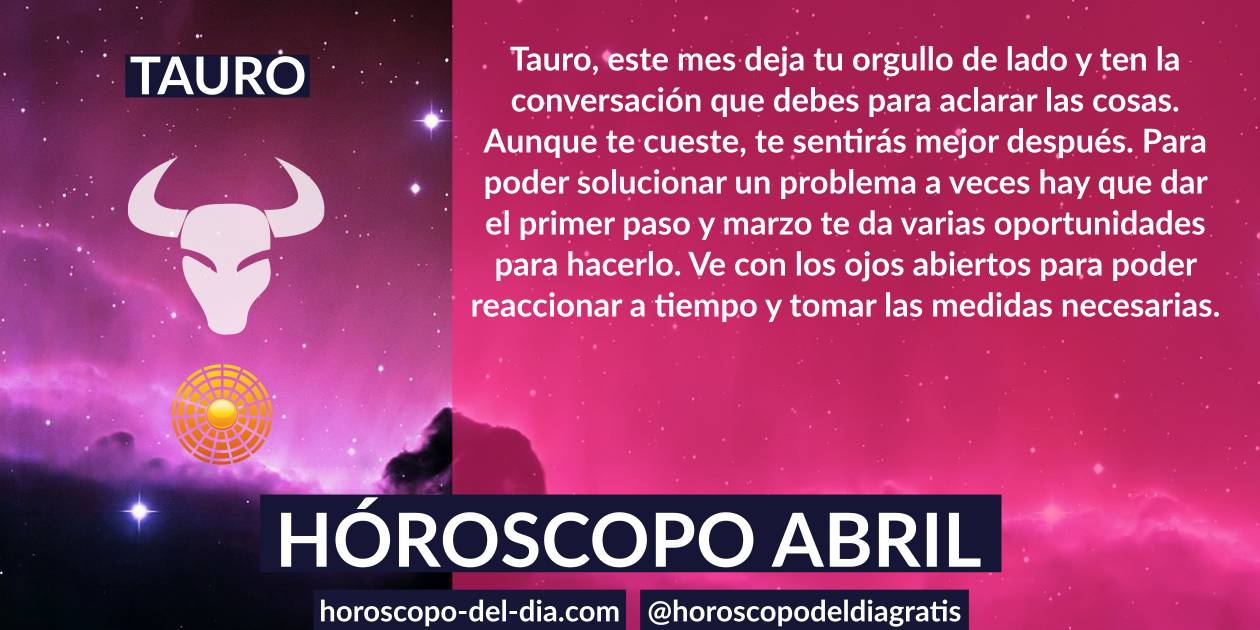 TAURO
Tauro, este mes deja tu orgullo de lado y ten la
conversación que debes para aclarar las cosas.
Aunque te cueste, te sentirás mejor después. Para
poder solucionar un problema a veces hay que dar
el primer paso y marzo te da varias oportunidades
para hacerlo. Ve con los ojos abiertos para poder
reaccionar a tiempo y tomar las medidas necesarias.
HÓROSCOPO ABRIL
horoscopo-del-dia.com
@horoscopodeldiagratis